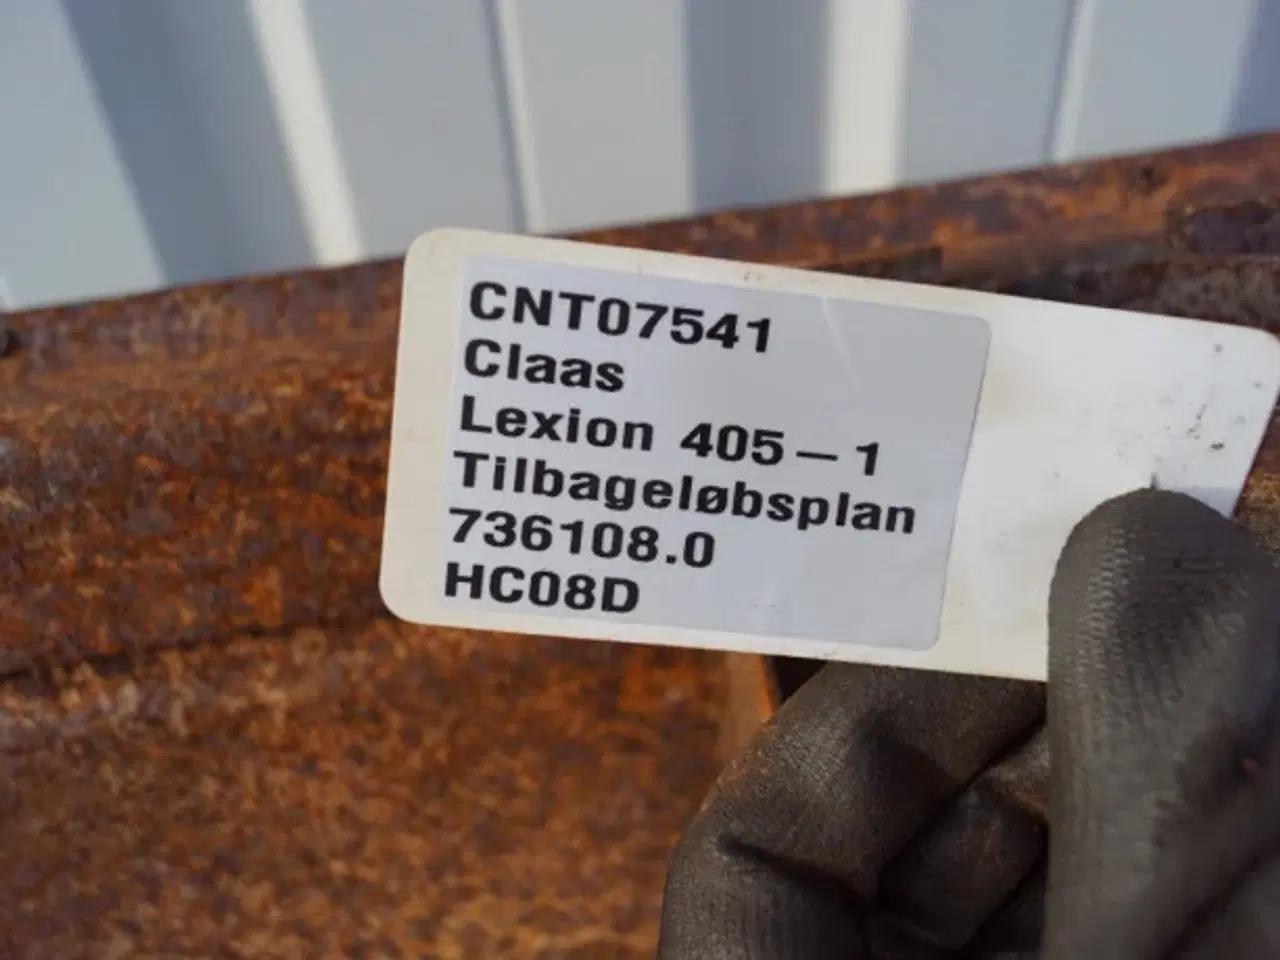 CNT07541
Claas
Lexion 405-1
Tilbageløbsplan
736108.0
HC08D